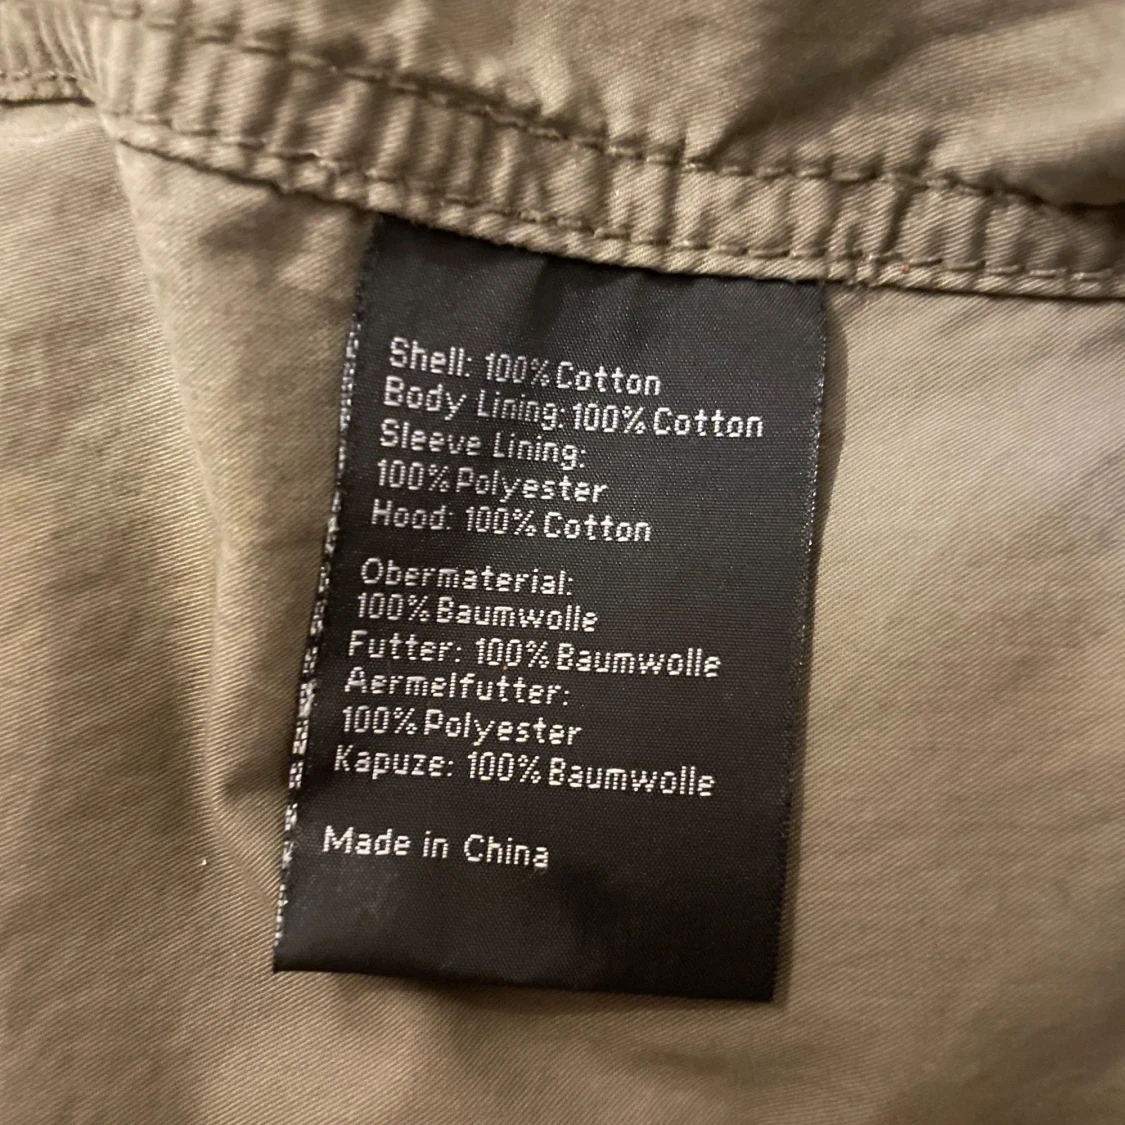 Shell: 100% Cotton
Body Lining: 100% Cotton
Sleeve Lining:
100% Polyester
Hood: 100% Cotton
Obermaterial:
100% Baumwolle
Futter: 100% Baumwolle
Aermelfutter:
100% Polyester
Kapuze: 100% Baumwolle
Made in China